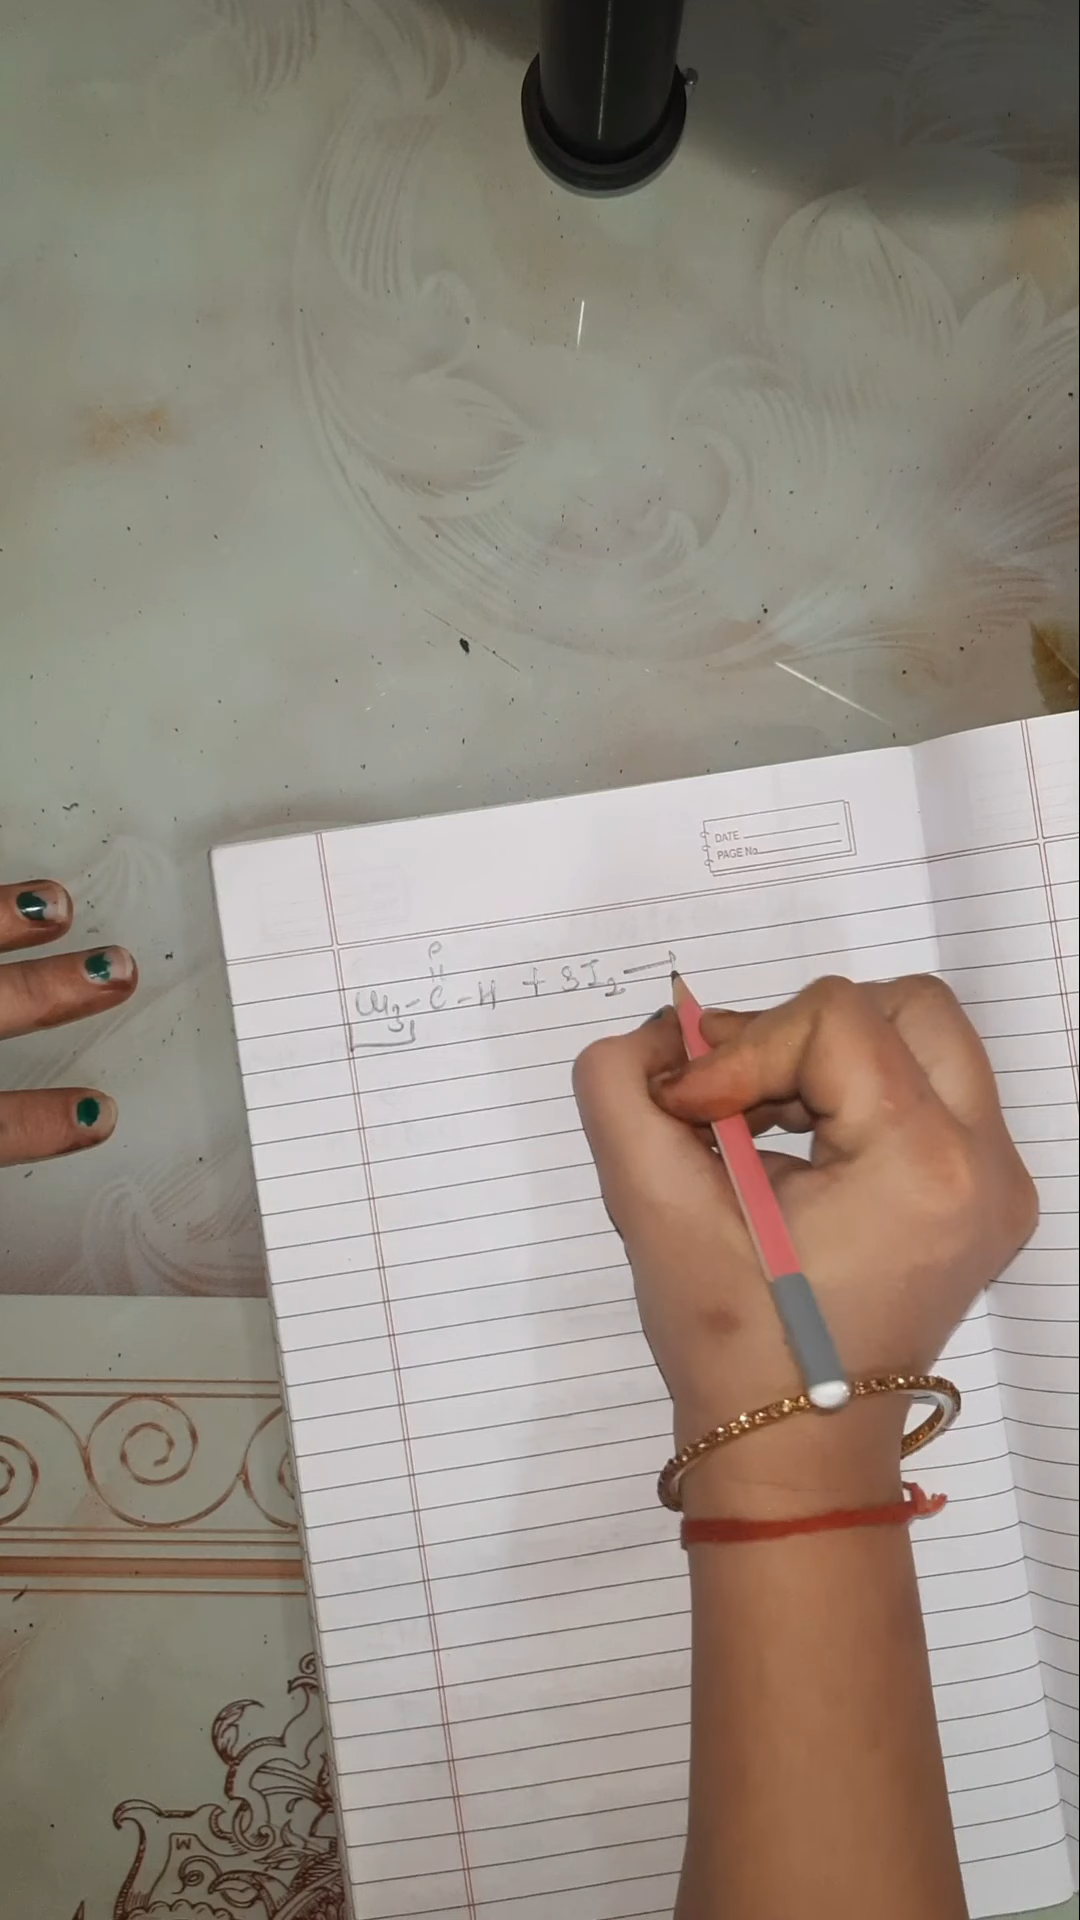 DATE
PAGE No.
O
||
CH3-C-H + 3I2 →